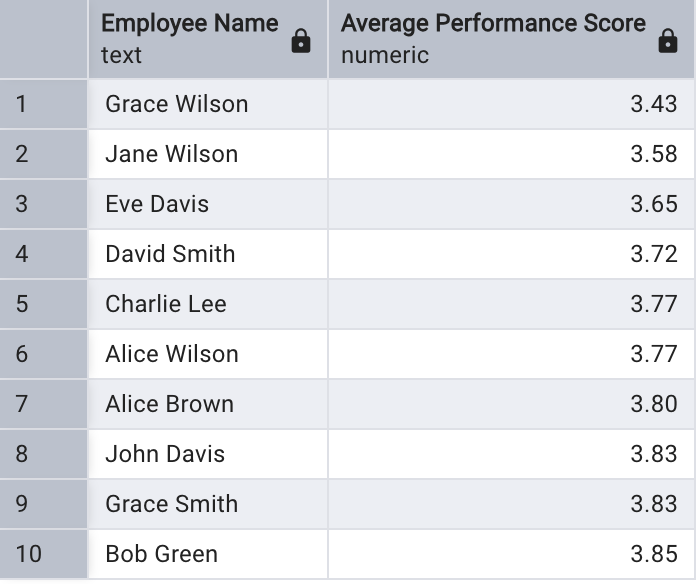 Employee Name Average Performance Score
text numeric
1 Grace Wilson 3.43
2 Jane Wilson 3.58
3 Eve Davis 3.65
4 David Smith 3.72
5 Charlie Lee 3.77
6 Alice Wilson 3.77
7 Alice Brown 3.80
8 John Davis 3.83
9 Grace Smith 3.83
10 Bob Green 3.85